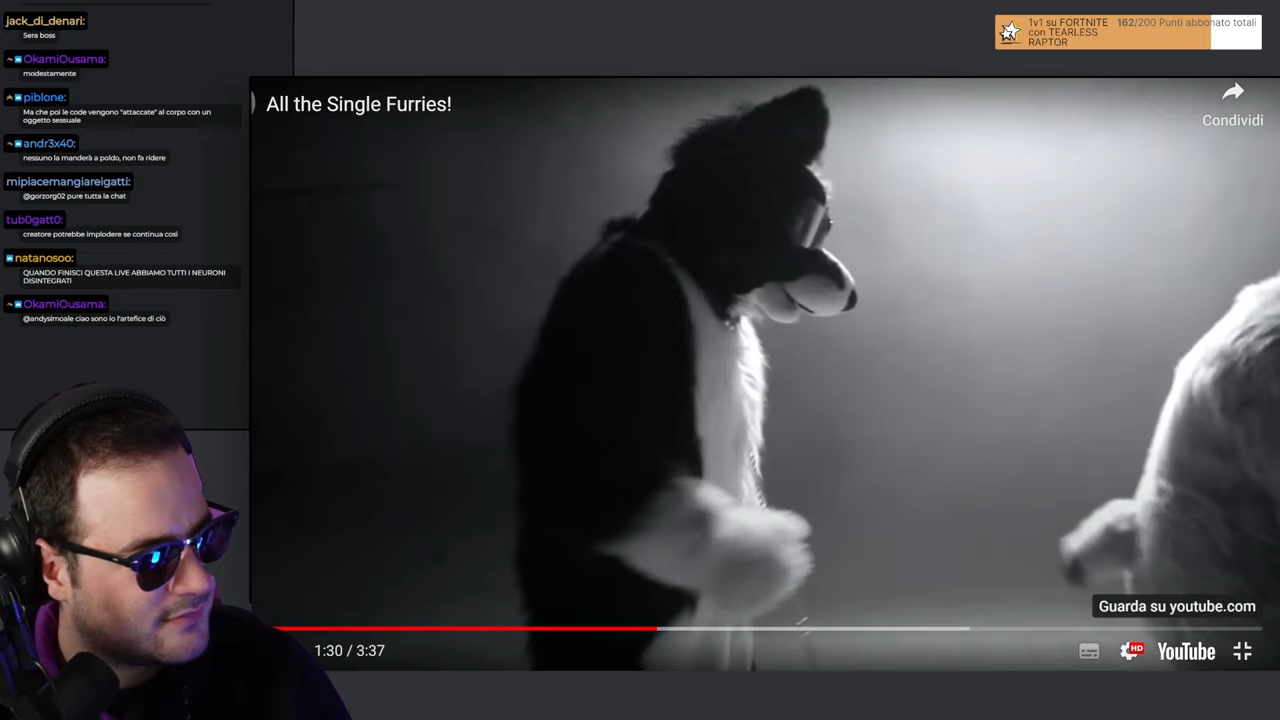 jack_di_denari:
Sera boss
OkamiOusama:
modestamente
piblone:
Ma che poi le code vengono "attaccate" al corpo con un
oggetto sessuale
andr3x40:
nessuno la manderà a poldo, non fa ridere
mipiacemangiareigatti:
@gorzorg02 pure tutta la chat
tub0gatt0:
creatore potrebbe implodere se continua così
natanosoo:
QUANDO FINISCI QUESTA LIVE ABBIAMO TUTTI I NEURONI
DISINTEGRATI
OkamiOusama:
@andysimoale ciao sono io l'artefice di ciò
1v1 su FORTNITE
con TEARLESS
RAPTOR
162/200 Punti abbonato totali
All the Single Furries!
Condividi
Guarda su youtube.com
1:30 / 3:37
HD
YouTube